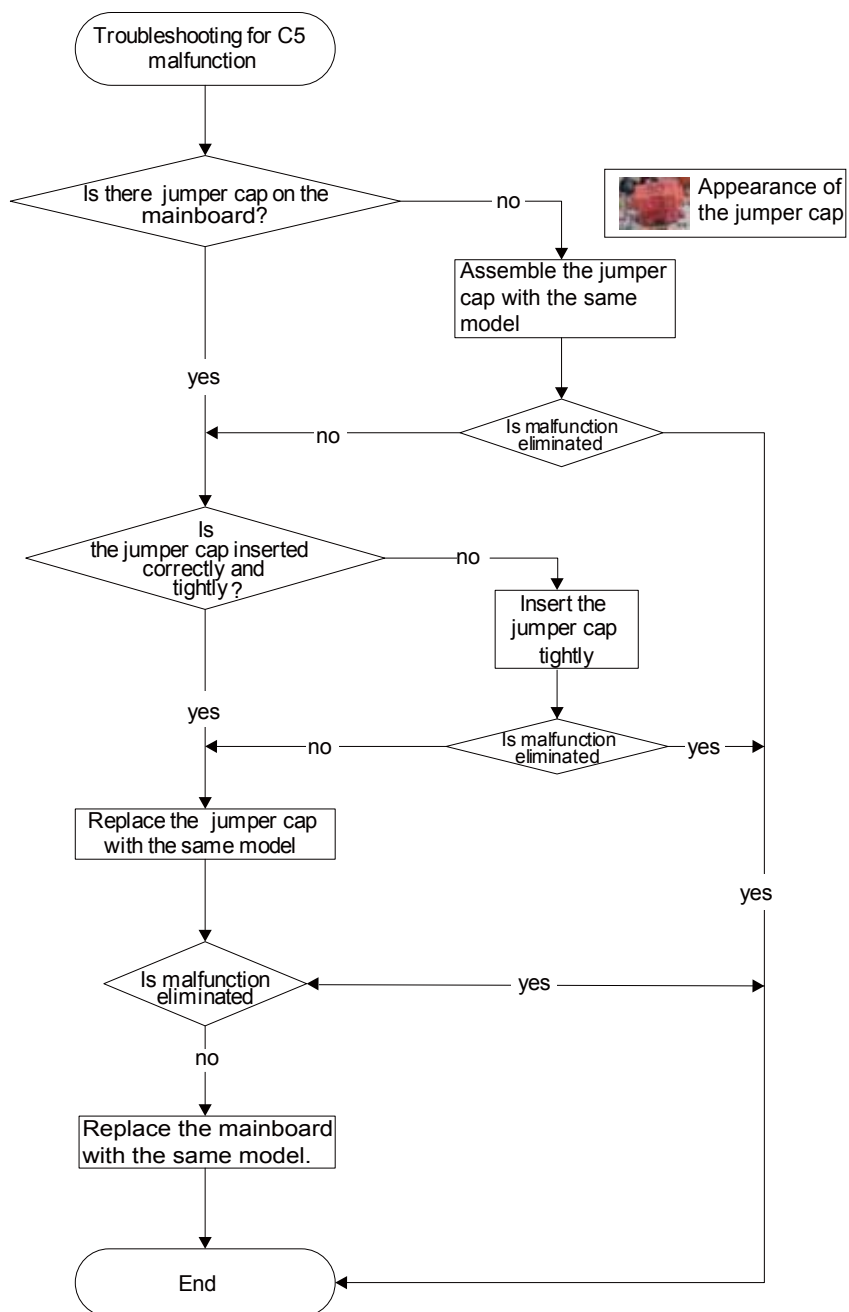 Troubleshooting for C5
malfunction
Is there jumper cap on the
mainboard?
no
Appearance of
the jumper cap
Assemble the jumper
cap with the same
model
yes
Is malfunction
eliminated
no
Is
the jumper cap inserted
correctly and
tightly?
no
Insert the
jumper cap
tightly
yes
Is malfunction
eliminated
no
yes
Replace the jumper cap
with the same model
yes
Is malfunction
eliminated
yes
no
Replace the mainboard
with the same model.
End